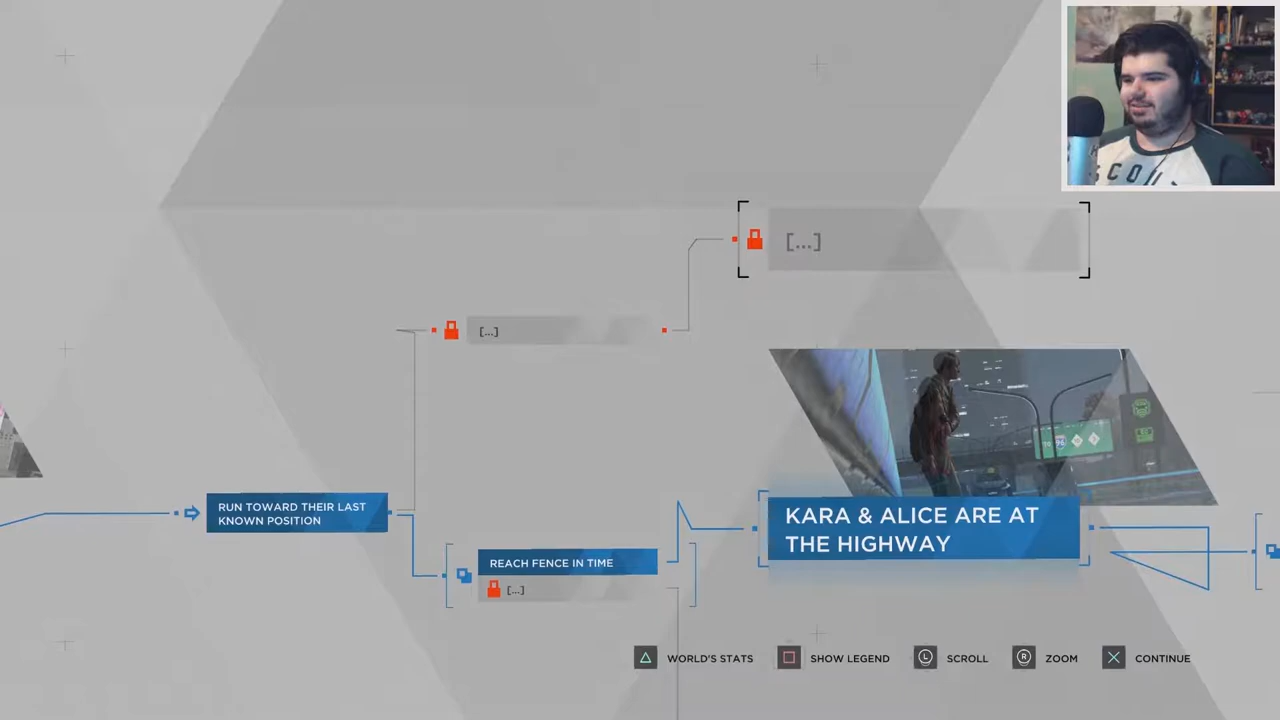 [...]
[...]
RUN TOWARD THEIR LAST
KNOWN POSITION
REACH FENCE IN TIME
[...]
KARA & ALICE ARE AT
THE HIGHWAY
96
WORLD'S STATS
SHOW LEGEND
L
SCROLL
R
ZOOM
CONTINUE